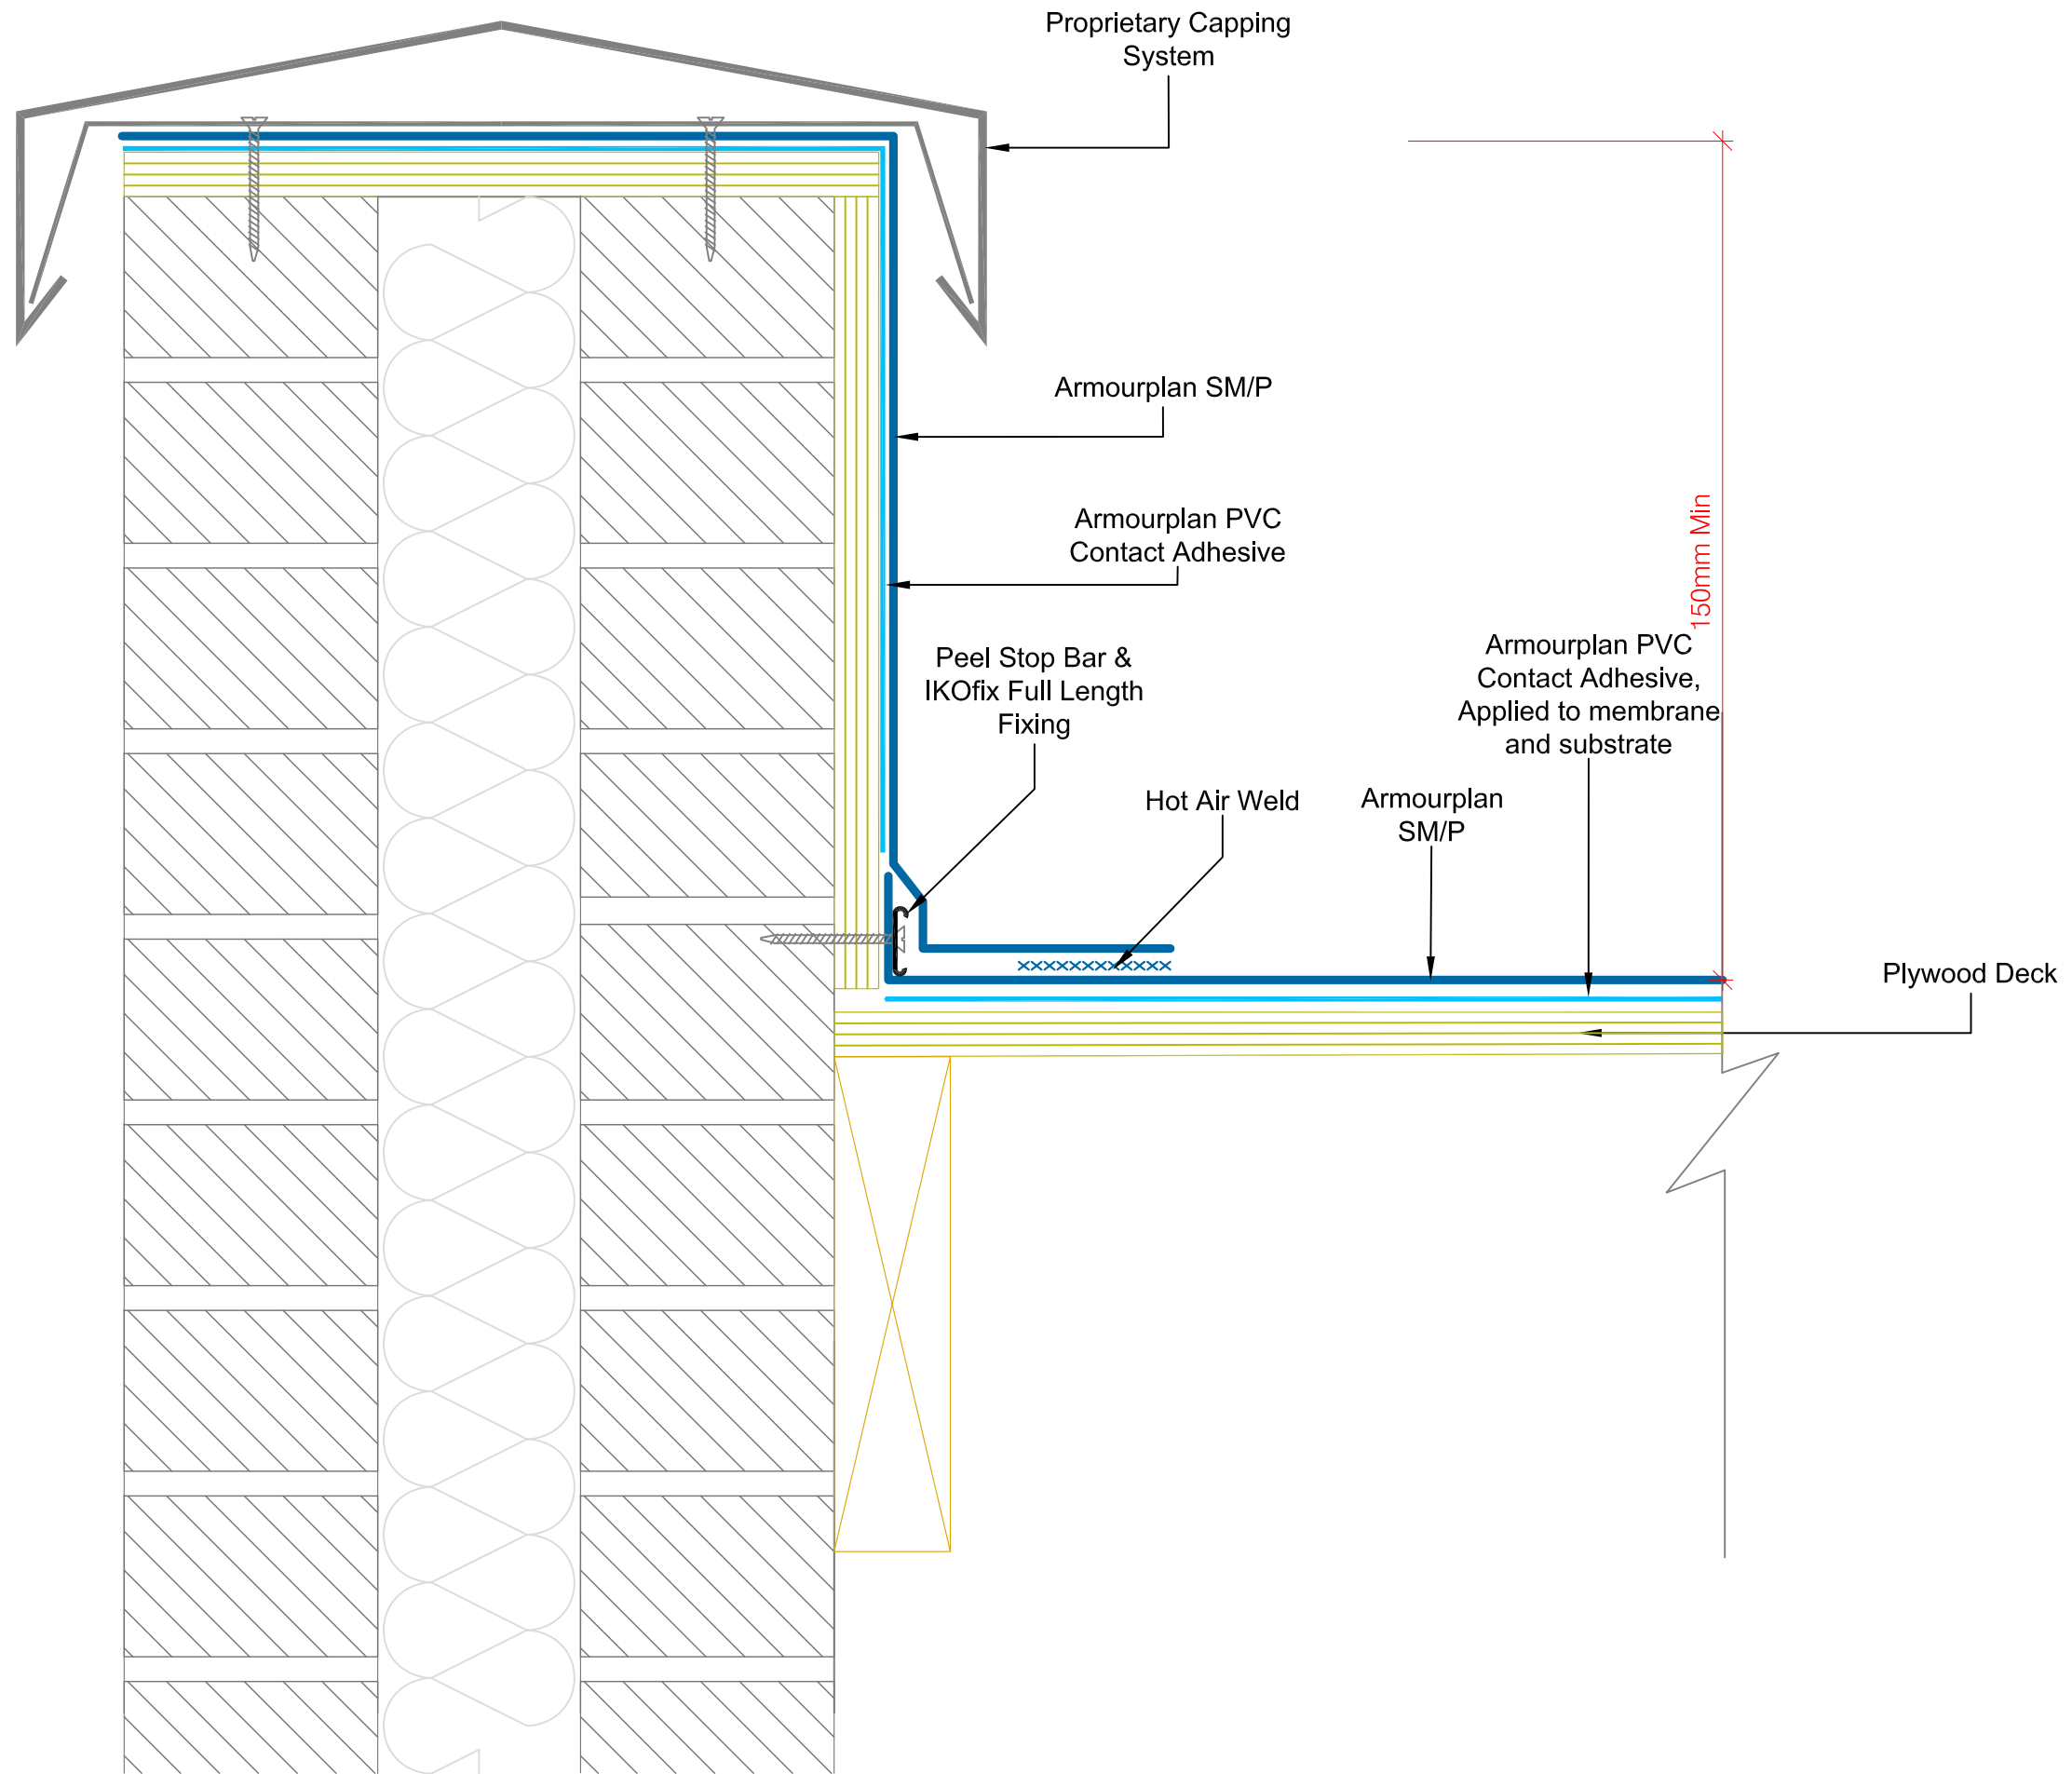 Proprietary Capping
System
Armourplan SM/P
Armourplan PVC
Contact Adhesive
150mm Min
Peel Stop Bar &
IKOfix Full Length
Fixing
Armourplan PVC
Contact Adhesive,
Applied to membrane
and substrate
Hot Air Weld
Armourplan
SM/P
Plywood Deck